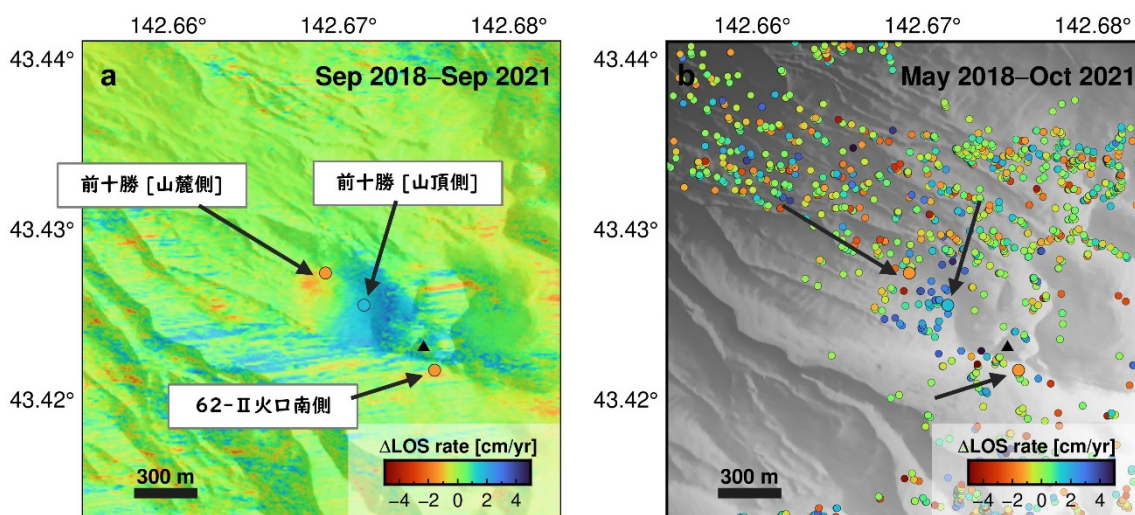 142.66° 142.67° 142.68°
43.44°
43.43°
43.42°
a
Sep 2018–Sep 2021
前十勝 [山麓側]
前十勝 [山頂側]
62-Ⅱ火口南側
300 m
ΔLOS rate [cm/yr]
−4 −2 0 2 4
142.66° 142.67° 142.68°
43.44°
43.43°
43.42°
b
May 2018–Oct 2021
300 m
ΔLOS rate [cm/yr]
−4 −2 0 2 4